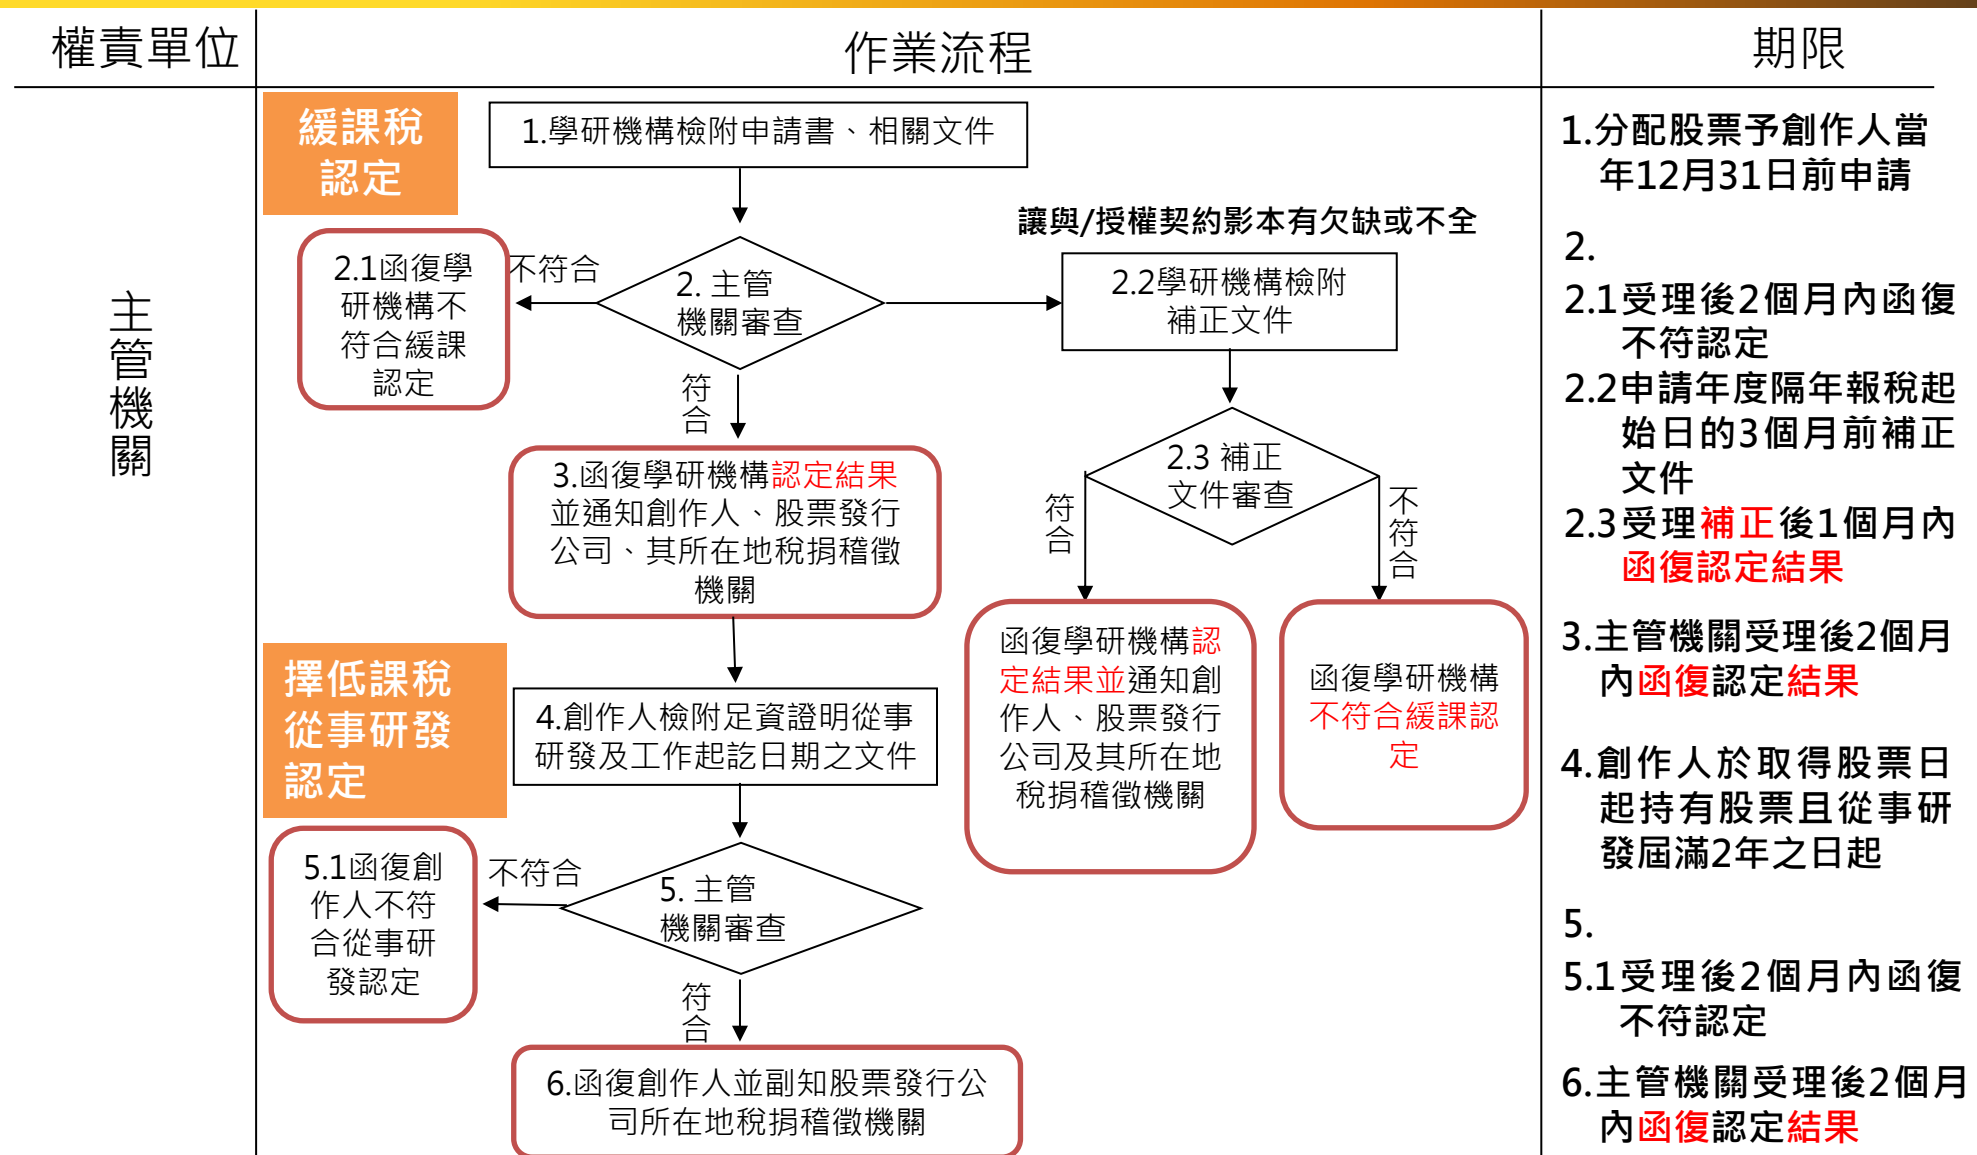 權責單位
作業流程
期限
主管機關
緩課稅
認定
1.學研機構檢附申請書、相關文件
讓與/授權契約影本有欠缺或不全
2.1函復學
研機構不
符合緩課
認定
不符合
2. 主管
機關審查
2.2學研機構檢附
補正文件
符合
2.3 補正
文件審查
符合
不符合
3.函復學研機構認定結果
並通知創作人、股票發行
公司、其所在地稅捐稽徵
機關
函復學研機構認
定結果並通知創
作人、股票發行
公司及其所在地
稅捐稽徵機關
函復學研機構
不符合緩課認
定
擇低課稅
從事研發
認定
4.創作人檢附足資證明從事
研發及工作起訖日期之文件
5.1函復創
作人不符
合從事研
發認定
不符合
5. 主管
機關審查
符合
6.函復創作人並副知股票發行公
司所在地稅捐稽徵機關
1.分配股票予創作人當
年12月31日前申請
2.
2.1受理後2個月內函復
不符認定
2.2申請年度隔年報稅起
始日的3個月前補正
文件
2.3受理補正後1個月內
函復認定結果
3.主管機關受理後2個月
內函復認定結果
4.創作人於取得股票日
起持有股票且從事研
發屆滿2年之日起
5.
5.1受理後2個月內函復
不符認定
6.主管機關受理後2個月
內函復認定結果